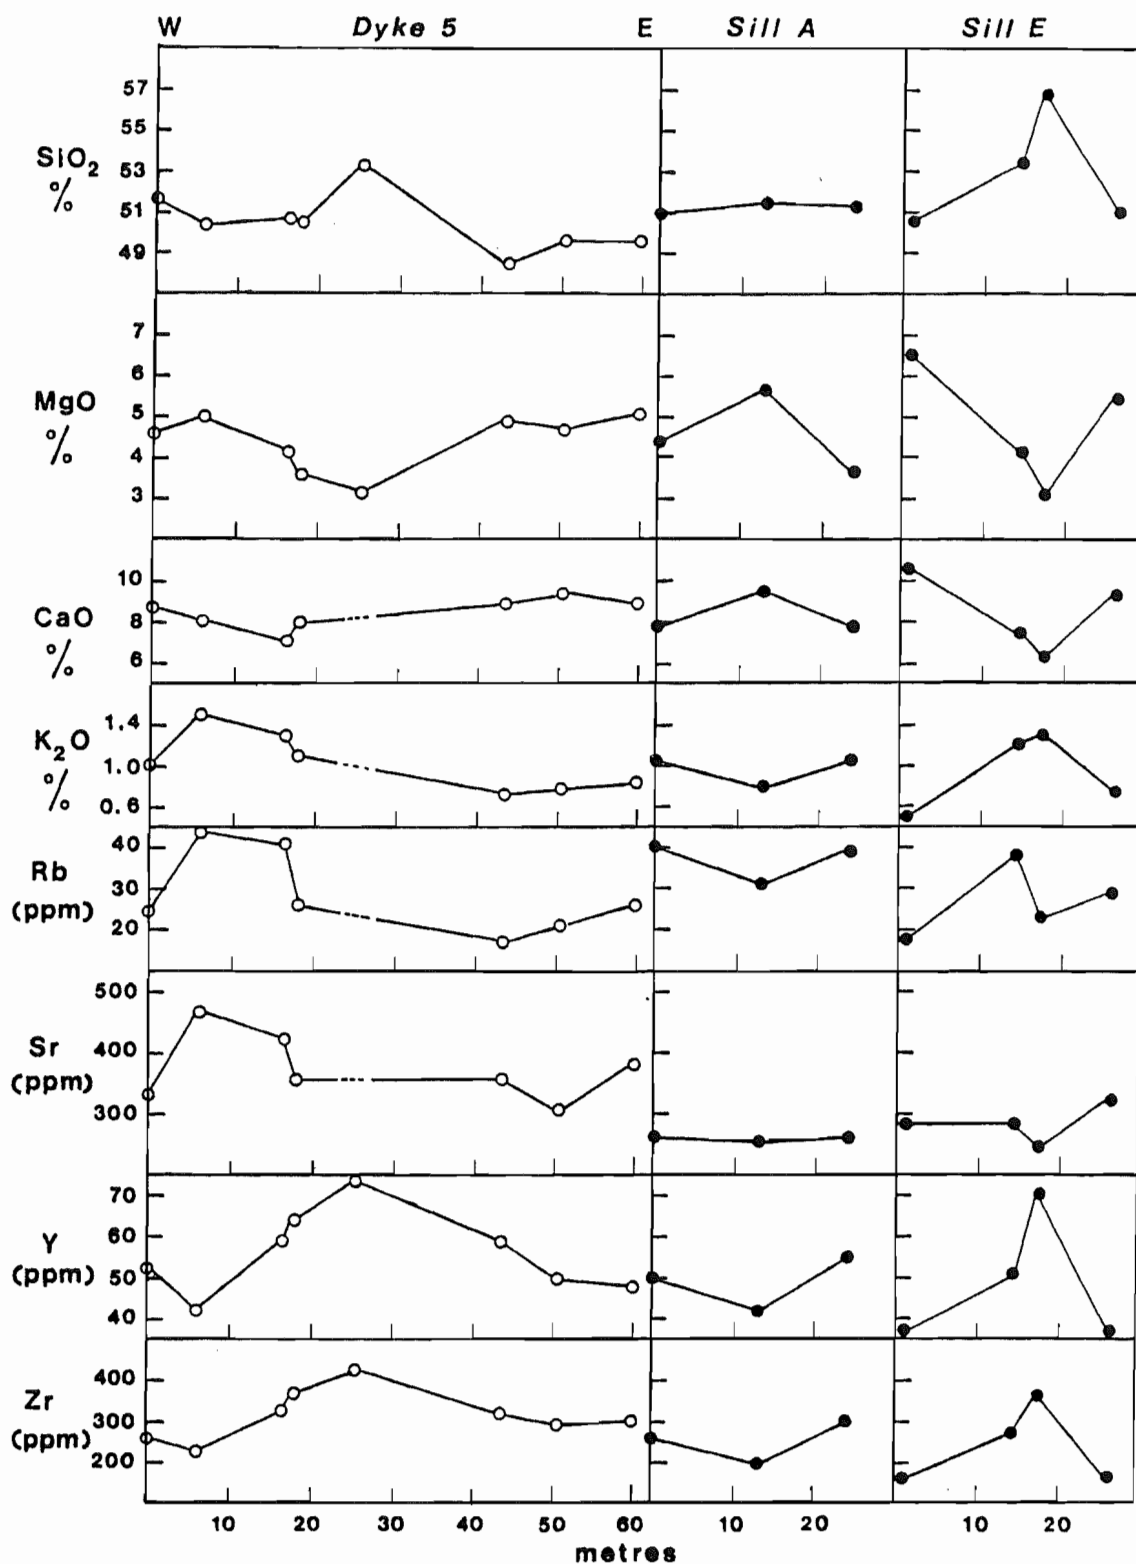 W Dyke 5 E Sill A Sill E
57
55
SiO2 53
% 51
49
7
6
MgO 5
% 4
3
10
CaO 8
% 6
1.4
K2O 1.0
% 0.6
40
Rb 30
(ppm) 20
500
Sr 400
(ppm) 300
70
Y 60
(ppm) 50
40
400
Zr 300
(ppm) 200
10 20 30 40 50 60 10 20 10 20
metres